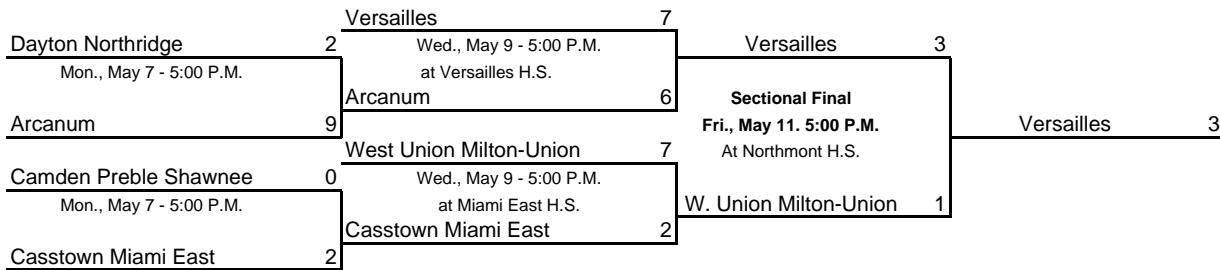 Versailles 7
Dayton Northridge 2 Wed., May 9 - 5:00 P.M. Versailles 3
Mon., May 7 - 5:00 P.M. at Versailles H.S.
Arcanum 6 Sectional Final
Arcanum 9 Fri., May 11. 5:00 P.M. Versailles 3
West Union Milton-Union 7 At Northmont H.S.
Camden Preble Shawnee 0 Wed., May 9 - 5:00 P.M.
Mon., May 7 - 5:00 P.M. at Miami East H.S. W. Union Milton-Union 1
Casstown Miami East 2
Casstown Miami East 2